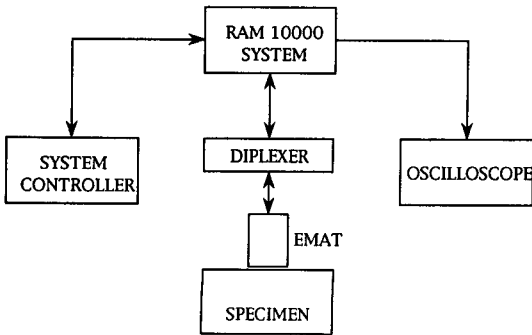 RAM 10000
SYSTEM
SYSTEM
CONTROLLER
DIPLEXER
OSCILLOSCOPE
EMAT
SPECIMEN